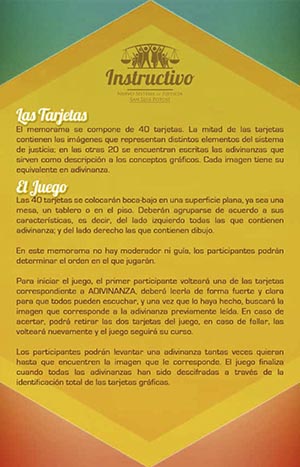 Instructivo
NUEVO SISTEMA DE JUSTICIA
SAN LUIS POTOSÍ
Las Tarjetas
El memorama se compone de 40 tarjetas. La mitad de las tarjetas
contienen las imágenes que representan distintos elementos del sistema
de justicia; en las otras 20 se encuentran escritas las adivinanzas que
sirven como descripción a los conceptos gráficos. Cada imagen tiene su
equivalente en adivinanza.
El Juego
Las 40 tarjetas se colocarán boca-bajo en una superficie plana, ya sea una
mesa, un tablero o en el piso. Deberán agruparse de acuerdo a sus
características, es decir, del lado izquierdo todas las que contienen
adivinanza; y del lado derecho las que contienen dibujo.
En este memorama no hay moderador ni guía, los participantes podrán
determinar el orden en el que jugarán.
Para iniciar el juego, el primer participante volteará una de las tarjetas
correspondiente a ADIVINANZA, deberá leerla de forma fuerte y clara
para que todos pueden escuchar, y una vez que lo haya hecho, buscará la
imagen que corresponde a la adivinanza previamente leída. En caso de
acertar, podrá retirar las dos tarjetas del juego, en caso de fallar, las
volteará nuevamente y el juego seguirá su curso.
Los participantes podrán levantar una adivinanza tantas veces quieran
hasta que encuentren la imagen que le corresponde. El juego finaliza
cuando todas las adivinanzas han sido descifradas a través de la
identificación total de las tarjetas gráficas.